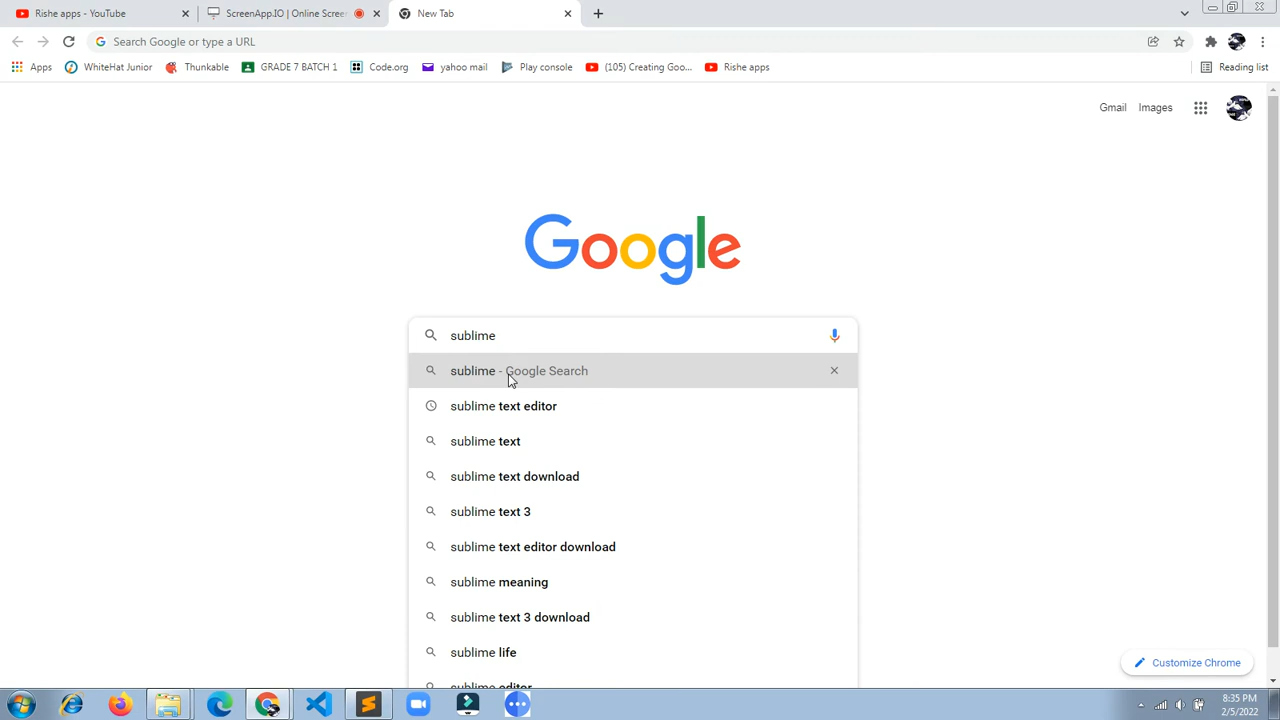 Rishe apps - YouTube
ScreenApp.IO | Online Screen
New Tab
Search Google or type a URL
Apps
WhiteHat Junior
Thunkable
GRADE 7 BATCH 1
Code.org
yahoo mail
Play console
(105) Creating Goo...
Rishe apps
Reading list
Gmail
Images
Google
sublime
sublime - Google Search
sublime text editor
sublime text
sublime text download
sublime text 3
sublime text editor download
sublime meaning
sublime text 3 download
sublime life
sublime editor
Customize Chrome
8:35 PM
2/5/2022